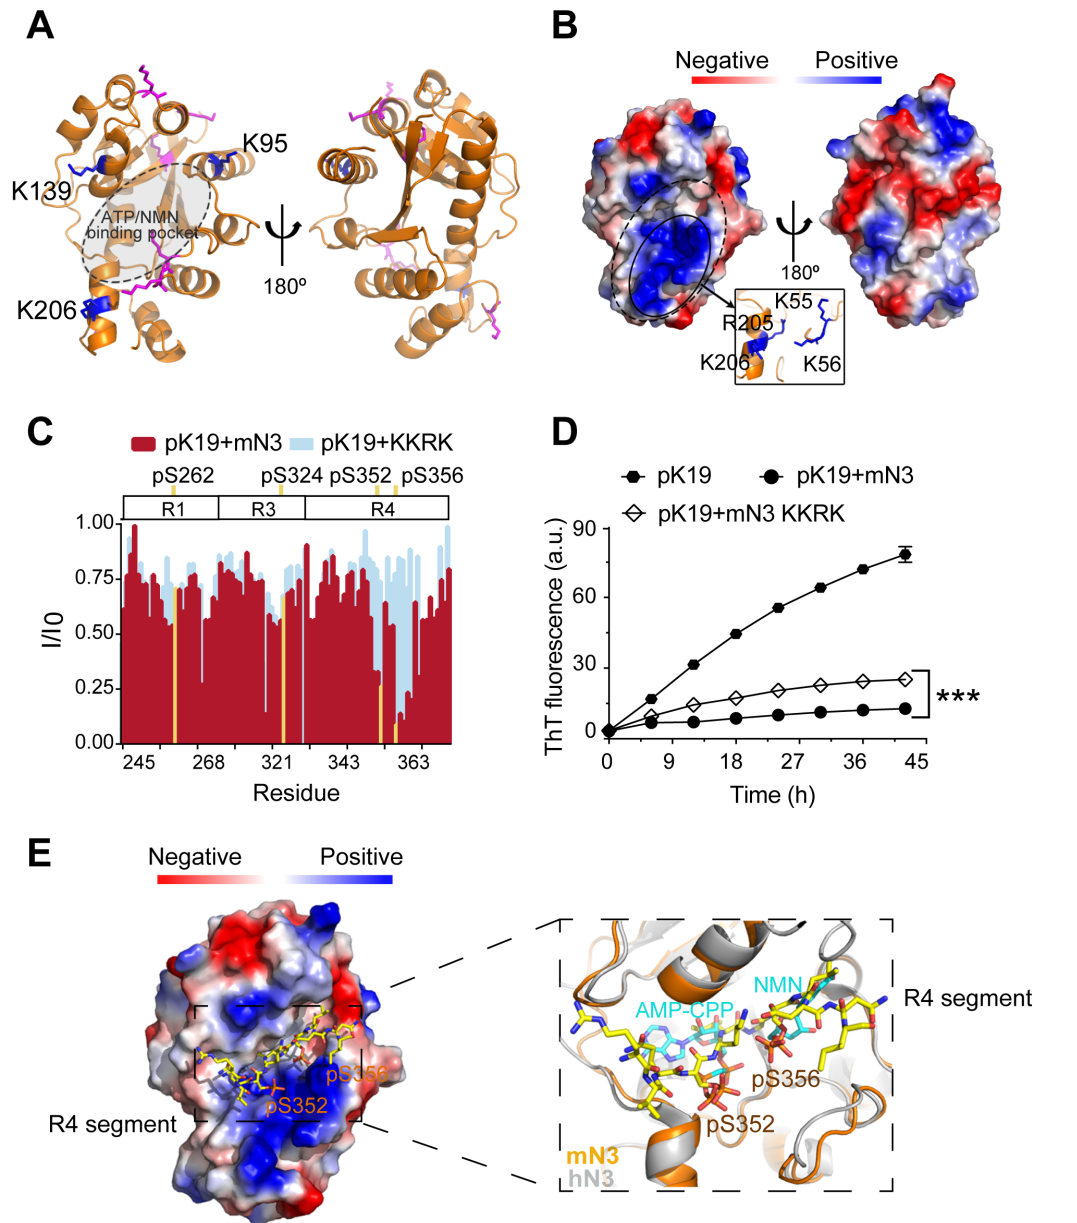 A
K95
K139
ATP/NMN
binding pocket
K206
180º
B
Negative
Positive
180º
K55
R205
K206
K56
C
pK19+mN3
pK19+KKRK
pS262
pS324
pS352
pS356
R1
R3
R4
1.00
0.75
0.50
0.25
0.00
I/I0
245
268
321
343
363
Residue
D
pK19
pK19+mN3
pK19+mN3 KKRK
90
60
30
0
ThT fluorescence (a.u.)
***
0
9
18
27
36
45
Time (h)
E
Negative
Positive
pS356
pS352
R4 segment
NMN
AMP-CPP
R4 segment
pS356
pS352
mN3
hN3